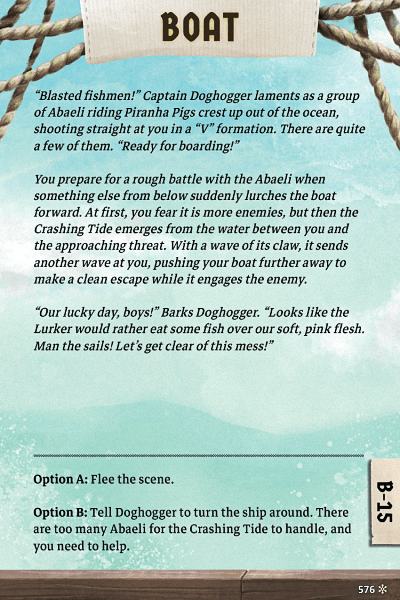 BOAT
“Blasted fishmen!” Captain Doghogger laments as a group
of Abaeli riding Piranha Pigs crest up out of the ocean,
shooting straight at you in a “V” formation. There are quite
a few of them. “Ready for boarding!”
You prepare for a rough battle with the Abaeli when
something else from below suddenly lurches the boat
forward. At first, you fear it is more enemies, but then the
Crashing Tide emerges from the water between you and
the approaching threat. With a wave of its claw, it sends
another wave at you, pushing your boat further away to
make a clean escape while it engages the enemy.
“Our lucky day, boys!” Barks Doghogger. “Looks like the
Lurker would rather eat some fish over our soft, pink flesh.
Man the sails! Let’s get clear of this mess!”
Option A: Flee the scene.
Option B: Tell Doghogger to turn the ship around. There
are too many Abaeli for the Crashing Tide to handle, and
you need to help.
B-15
576